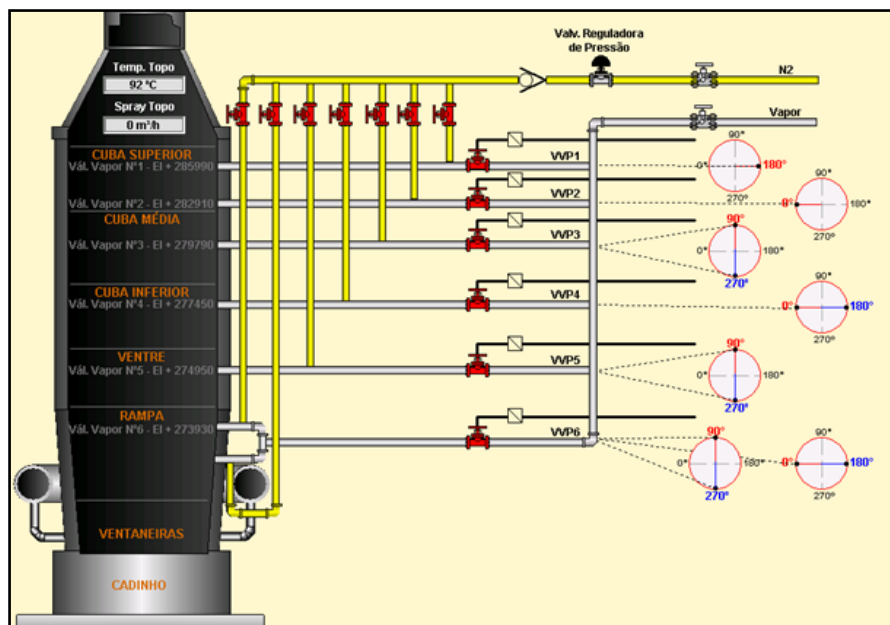 Valv. Reguladora
de Pressão
Temp. Topo
92 °C
Spray Topo
0 m³/h
N2
Vapor
CUBA SUPERIOR
Vál. Vapor Nº1 - El + 285990
VVP1
90°
0°
180°
270°
Vál. Vapor Nº2 - El + 282910
VVP2
90°
0°
180°
270°
CUBA MÉDIA
Vál. Vapor Nº3 - El + 279790
VVP3
90°
0°
180°
270°
CUBA INFERIOR
Vál. Vapor Nº4 - El + 277450
VVP4
90°
0°
180°
270°
VENTRE
Vál. Vapor Nº5 - El + 274950
VVP5
90°
0°
180°
270°
RAMPA
Vál. Vapor Nº6 - El + 273930
VVP6
90°
0°
180°
270°
90°
0°
180°
270°
VENTANEIRAS
CADINHO